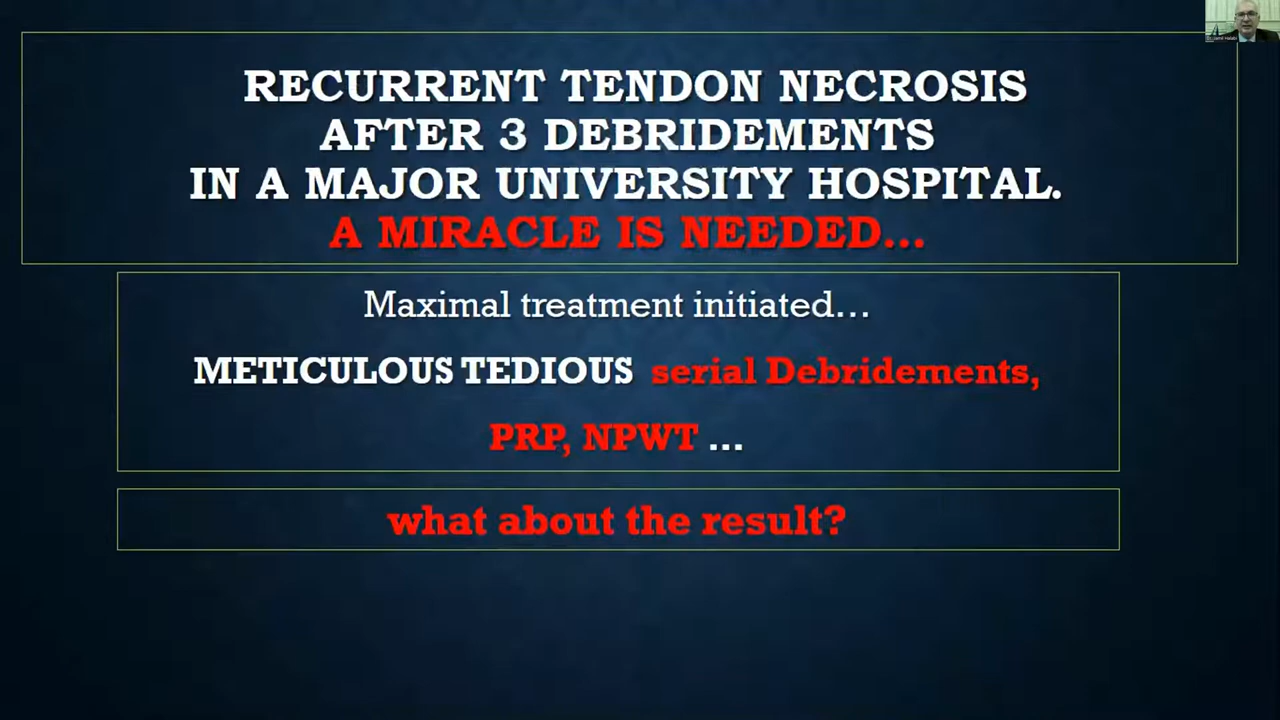 RECURRENT TENDON NECROSIS
AFTER 3 DEBRIDEMENTS
IN A MAJOR UNIVERSITY HOSPITAL.
A MIRACLE IS NEEDED...
Maximal treatment initiated...
METICULOUS TEDIOUS serial Debridements,
PRP, NPWT ...
what about the result?